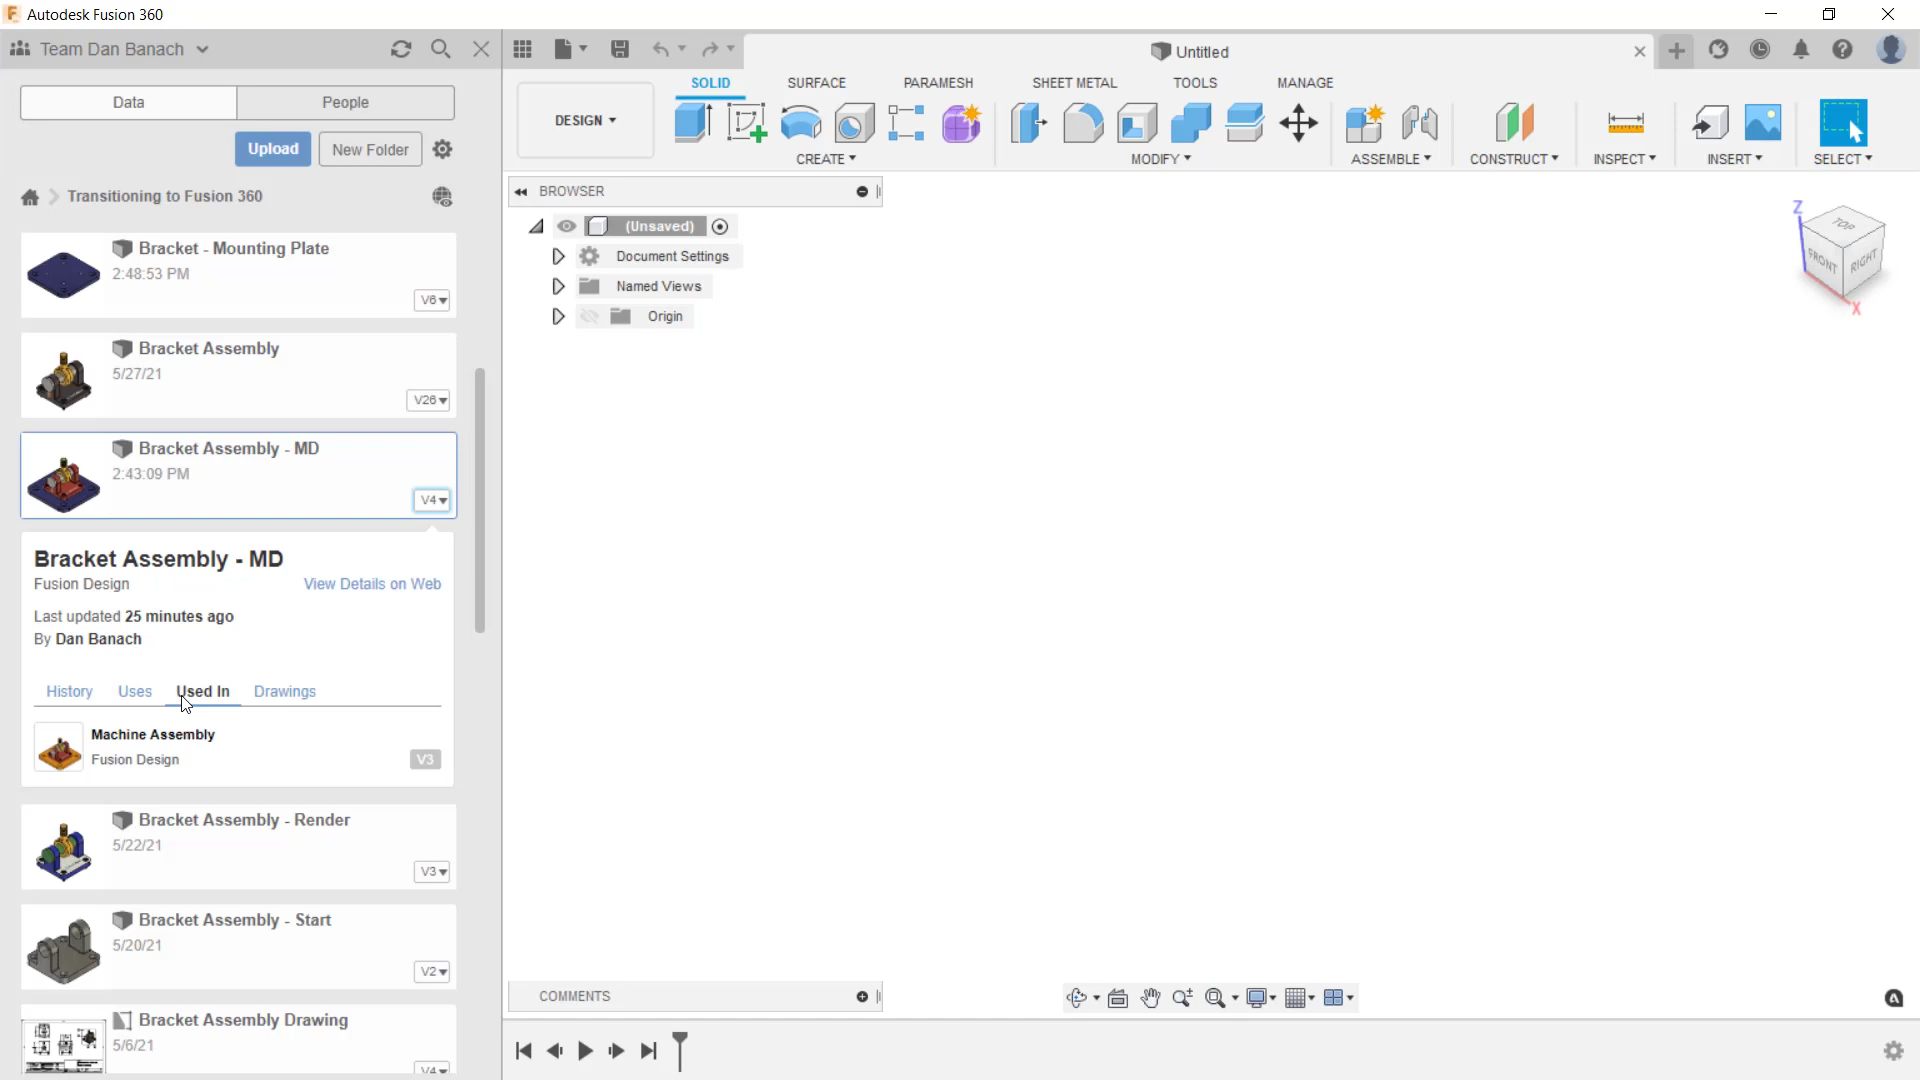 Autodesk Fusion 360
Team Dan Banach
Untitled
Data
People
Upload
New Folder
Transitioning to Fusion 360
Bracket - Mounting Plate
2:48:53 PM
V6
Bracket Assembly
5/27/21
V26
Bracket Assembly - MD
2:43:09 PM
V4
Bracket Assembly - MD
Fusion Design
View Details on Web
Last updated 25 minutes ago
By Dan Banach
History Uses Used In Drawings
Machine Assembly
Fusion Design
V3
Bracket Assembly - Render
5/22/21
V3
Bracket Assembly - Start
5/20/21
V2
Bracket Assembly Drawing
5/6/21
V4
DESIGN
SOLID SURFACE PARAMESH SHEET METAL TOOLS MANAGE
CREATE MODIFY ASSEMBLE CONSTRUCT INSPECT INSERT SELECT
BROWSER
(Unsaved)
Document Settings
Named Views
Origin
Z
TOP
FRONT
RIGHT
X
COMMENTS